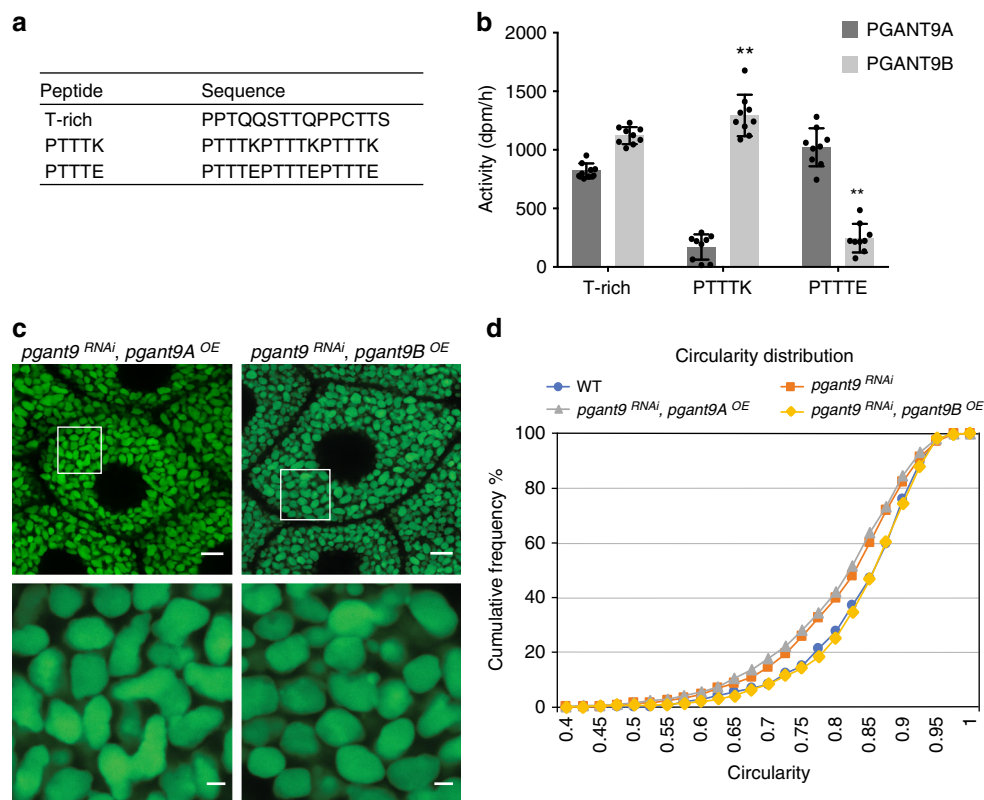 a
Peptide Sequence
T-rich PPTQQSTTQPPCTTS
PTTTK PTTTKPTTTKPTTTK
PTTTE PTTTEPTTTEPTTTE
b
PGANT9A
PGANT9B
Activity (dpm/h)
2000
1500
1000
500
0
**
**
T-rich PTTTK PTTTE
c
pgant9 RNAi, pgant9A OE
pgant9 RNAi, pgant9B OE
d
Circularity distribution
WT
pgant9 RNAi
pgant9 RNAi, pgant9A OE
pgant9 RNAi, pgant9B OE
Cumulative frequency %
100
80
60
40
20
0
0.4 0.45 0.5 0.55 0.6 0.65 0.7 0.75 0.8 0.85 0.9 0.95 1
Circularity